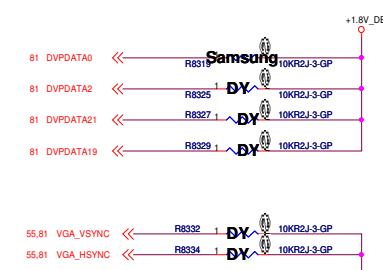 +1.8V_DE
81 DVPDATA0 R8319 Samsung 10KR2J-3-GP
81 DVPDATA2 R8325 1 DY 10KR2J-3-GP
81 DVPDATA21 R8327 1 DY 10KR2J-3-GP
81 DVPDATA19 R8329 1 DY 10KR2J-3-GP
55,81 VGA_VSYNC R8332 1 DY 10KR2J-3-GP
55,81 VGA_HSYNC R8334 1 DY 10KR2J-3-GP